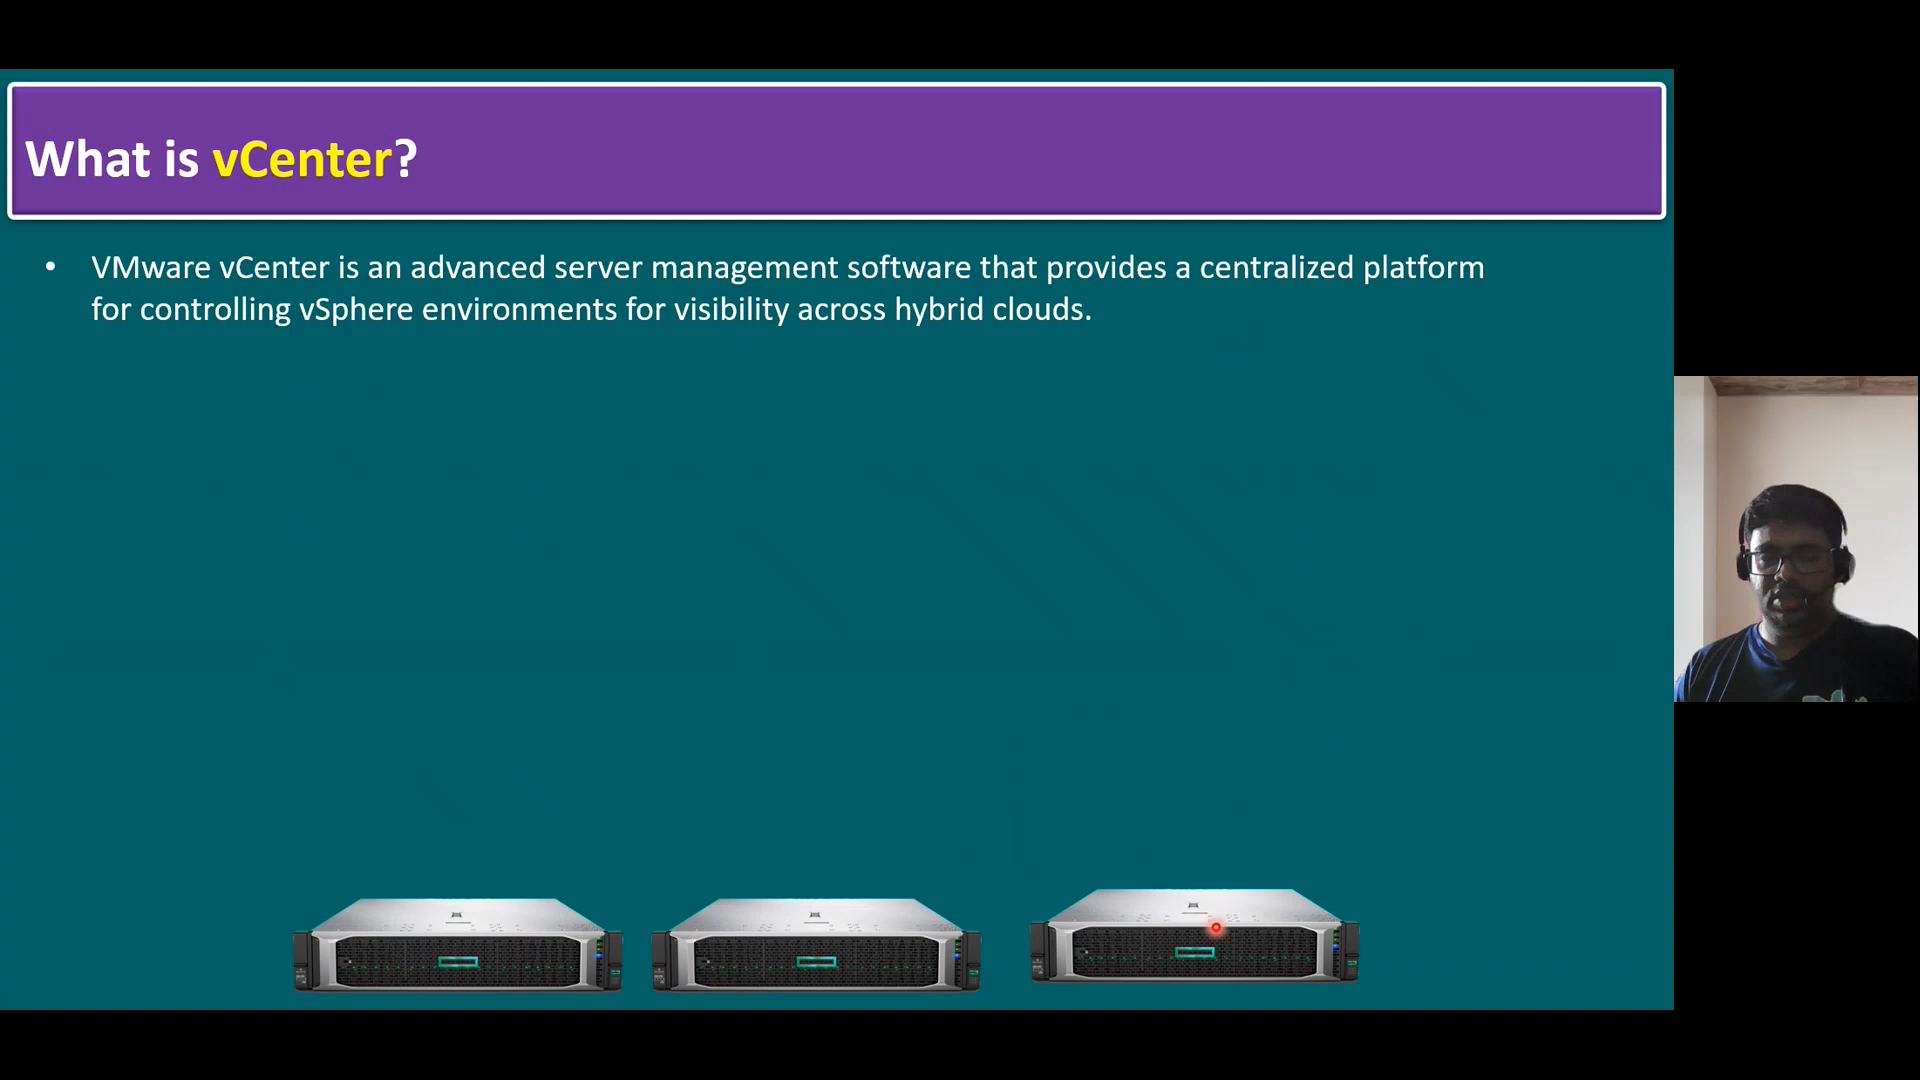 What is vCenter?
• VMware vCenter is an advanced server management software that provides a centralized platform
for controlling vSphere environments for visibility across hybrid clouds.